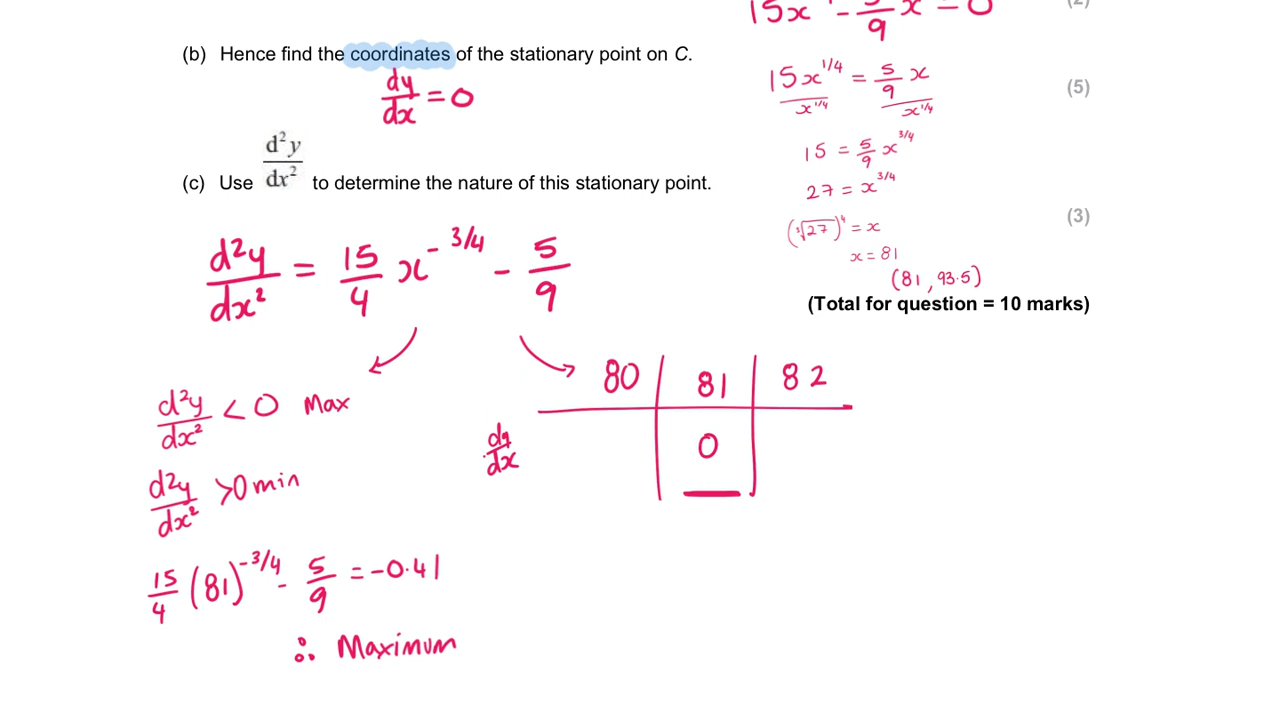 15x - 5/9 x = 0
(2)
(b) Hence find the coordinates of the stationary point on C.
(5)
dy/dx = 0
15x^1/4 / x^1/4 = 5/9 x / x^1/4
15 = 5/9 x^3/4
27 = x^3/4
(∛27)^4 = x
x = 81
(81, 93.5)
(c) Use d²y/dx² to determine the nature of this stationary point.
(3)
(Total for question = 10 marks)
d²y/dx² = 15/4 x^-3/4 - 5/9
d²y/dx² < 0 Max
d²y/dx² > 0 min
15/4 (81)^-3/4 - 5/9 = -0.41
∴ Maximum
80 | 81 | 82
dy/dx | 0 |